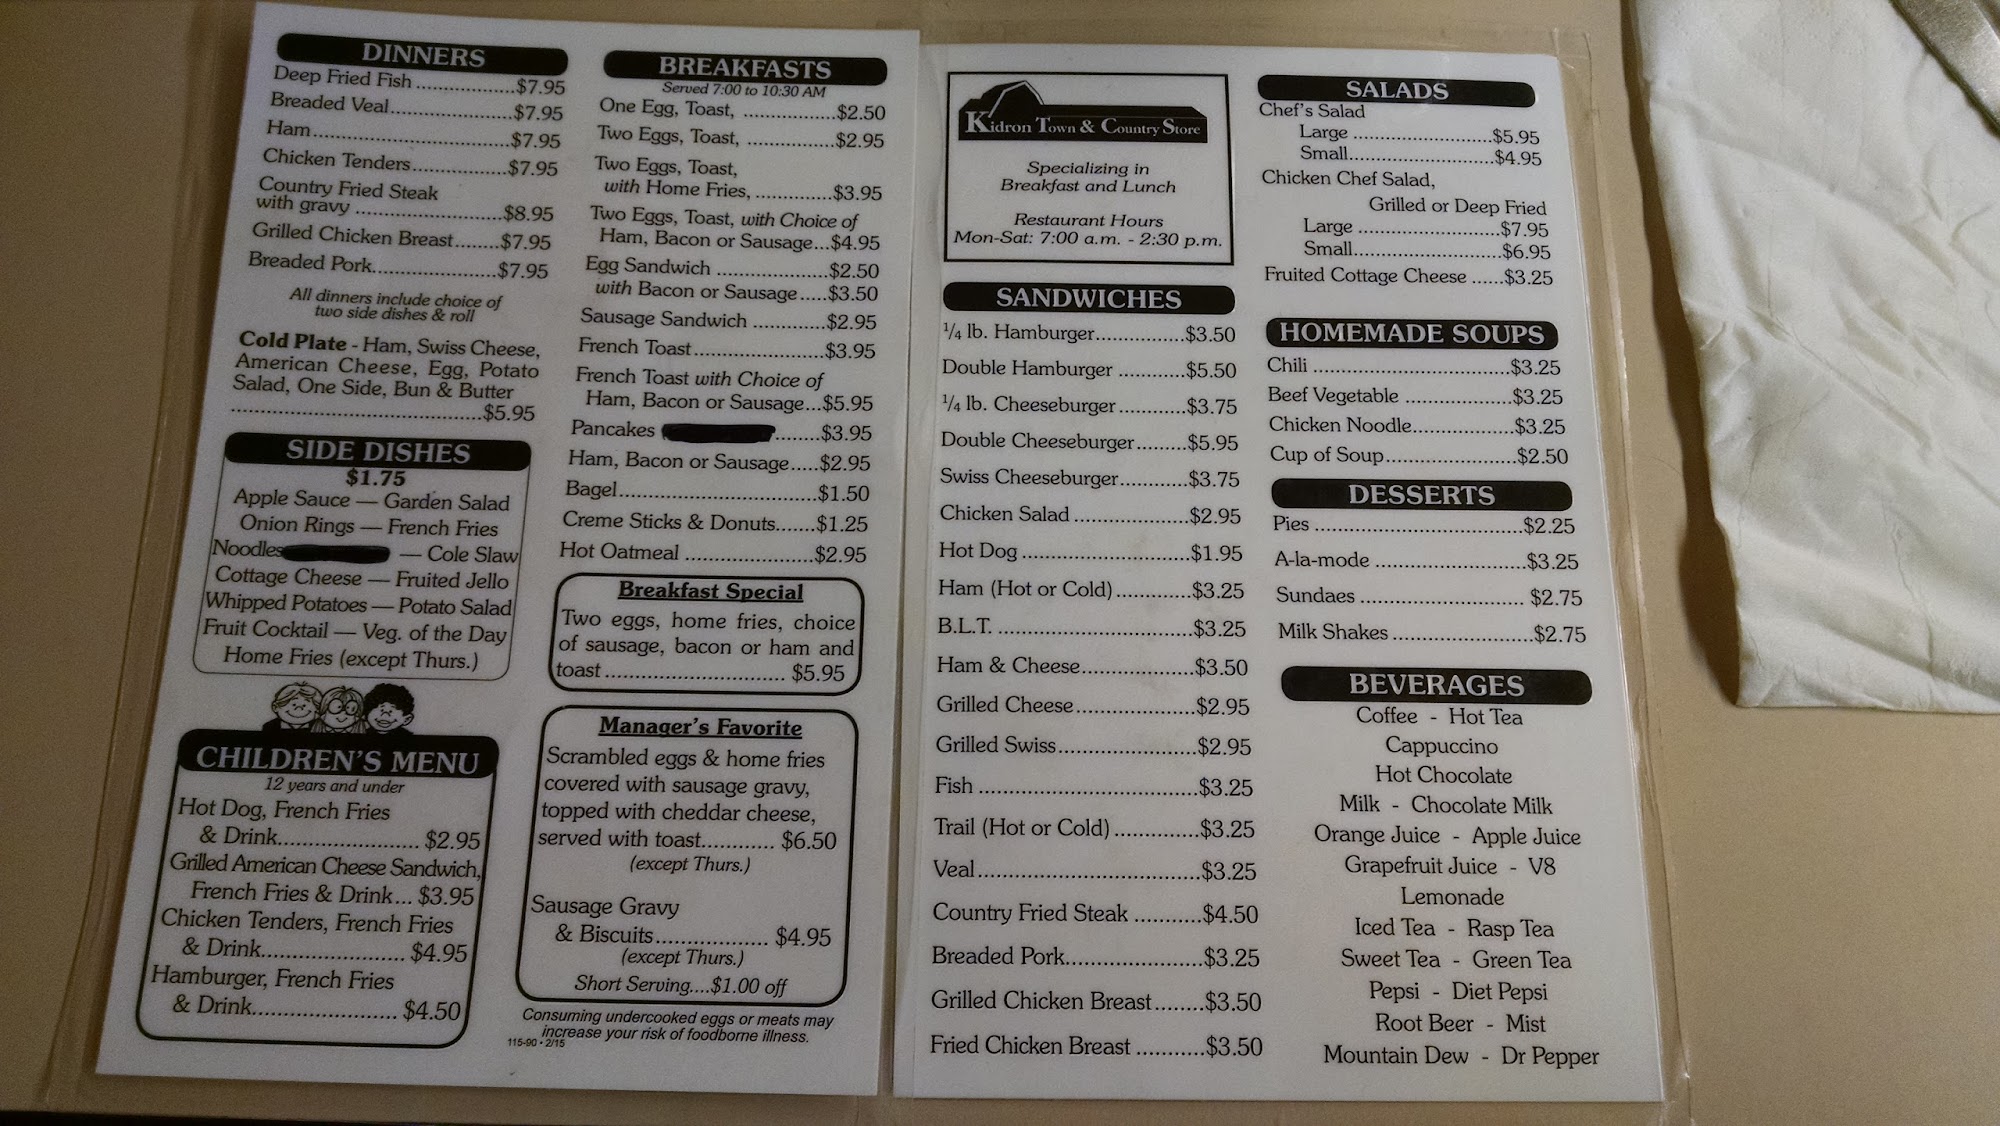 DINNERS
Deep Fried Fish ..................$7.95
Breaded Veal......................$7.95
Ham....................................$7.95
Chicken Tenders.................$7.95
Country Fried Steak
with gravy ..........................$8.95
Grilled Chicken Breast........$7.95
Breaded Pork......................$7.95
All dinners include choice of
two side dishes & roll
Cold Plate - Ham, Swiss Cheese,
American Cheese, Egg, Potato
Salad, One Side, Bun & Butter
............................................$5.95
SIDE DISHES
$1.75
Apple Sauce — Garden Salad
Onion Rings — French Fries
Noodles — Cole Slaw
Cottage Cheese — Fruited Jello
Whipped Potatoes — Potato Salad
Fruit Cocktail — Veg. of the Day
Home Fries (except Thurs.)
CHILDREN'S MENU
12 years and under
Hot Dog, French Fries
& Drink........................ $2.95
Grilled American Cheese Sandwich,
French Fries & Drink... $3.95
Chicken Tenders, French Fries
& Drink........................ $4.95
Hamburger, French Fries
& Drink........................ $4.50
BREAKFASTS
Served 7:00 to 10:30 AM
One Egg, Toast, ................$2.50
Two Eggs, Toast, ...............$2.95
Two Eggs, Toast,
with Home Fries, .............$3.95
Two Eggs, Toast, with Choice of
Ham, Bacon or Sausage...$4.95
Egg Sandwich ...................$2.50
with Bacon or Sausage.....$3.50
Sausage Sandwich ............$2.95
French Toast......................$3.95
French Toast with Choice of
Ham, Bacon or Sausage...$5.95
Pancakes ........$3.95
Ham, Bacon or Sausage.....$2.95
Bagel..................................$1.50
Creme Sticks & Donuts.......$1.25
Hot Oatmeal ......................$2.95
Breakfast Special
Two eggs, home fries, choice
of sausage, bacon or ham and
toast ............................... $5.95
Manager's Favorite
Scrambled eggs & home fries
covered with sausage gravy,
topped with cheddar cheese,
served with toast............ $6.50
(except Thurs.)
Sausage Gravy
& Biscuits................... $4.95
(except Thurs.)
Short Serving....$1.00 off
Consuming undercooked eggs or meats may
increase your risk of foodborne illness.
115-90 • 2/15
Kidron Town & Country Store
Specializing in
Breakfast and Lunch
Restaurant Hours
Mon-Sat: 7:00 a.m. - 2:30 p.m.
SANDWICHES
1/4 lb. Hamburger...............$3.50
Double Hamburger ...........$5.50
1/4 lb. Cheeseburger...........$3.75
Double Cheeseburger........$5.95
Swiss Cheeseburger...........$3.75
Chicken Salad ...................$2.95
Hot Dog ............................$1.95
Ham (Hot or Cold).............$3.25
B.L.T. ................................$3.25
Ham & Cheese...................$3.50
Grilled Cheese....................$2.95
Grilled Swiss.......................$2.95
Fish ....................................$3.25
Trail (Hot or Cold) ..............$3.25
Veal.....................................$3.25
Country Fried Steak ...........$4.50
Breaded Pork.......................$3.25
Grilled Chicken Breast........$3.50
Fried Chicken Breast ...........$3.50
SALADS
Chef's Salad
Large .......................$5.95
Small........................$4.95
Chicken Chef Salad,
Grilled or Deep Fried
Large .......................$7.95
Small........................$6.95
Fruited Cottage Cheese ......$3.25
HOMEMADE SOUPS
Chili .................................$3.25
Beef Vegetable ..................$3.25
Chicken Noodle.................$3.25
Cup of Soup......................$2.50
DESSERTS
Pies ...................................$2.25
A-la-mode .........................$3.25
Sundaes ........................... $2.75
Milk Shakes .......................$2.75
BEVERAGES
Coffee - Hot Tea
Cappuccino
Hot Chocolate
Milk - Chocolate Milk
Orange Juice - Apple Juice
Grapefruit Juice - V8
Lemonade
Iced Tea - Rasp Tea
Sweet Tea - Green Tea
Pepsi - Diet Pepsi
Root Beer - Mist
Mountain Dew - Dr Pepper